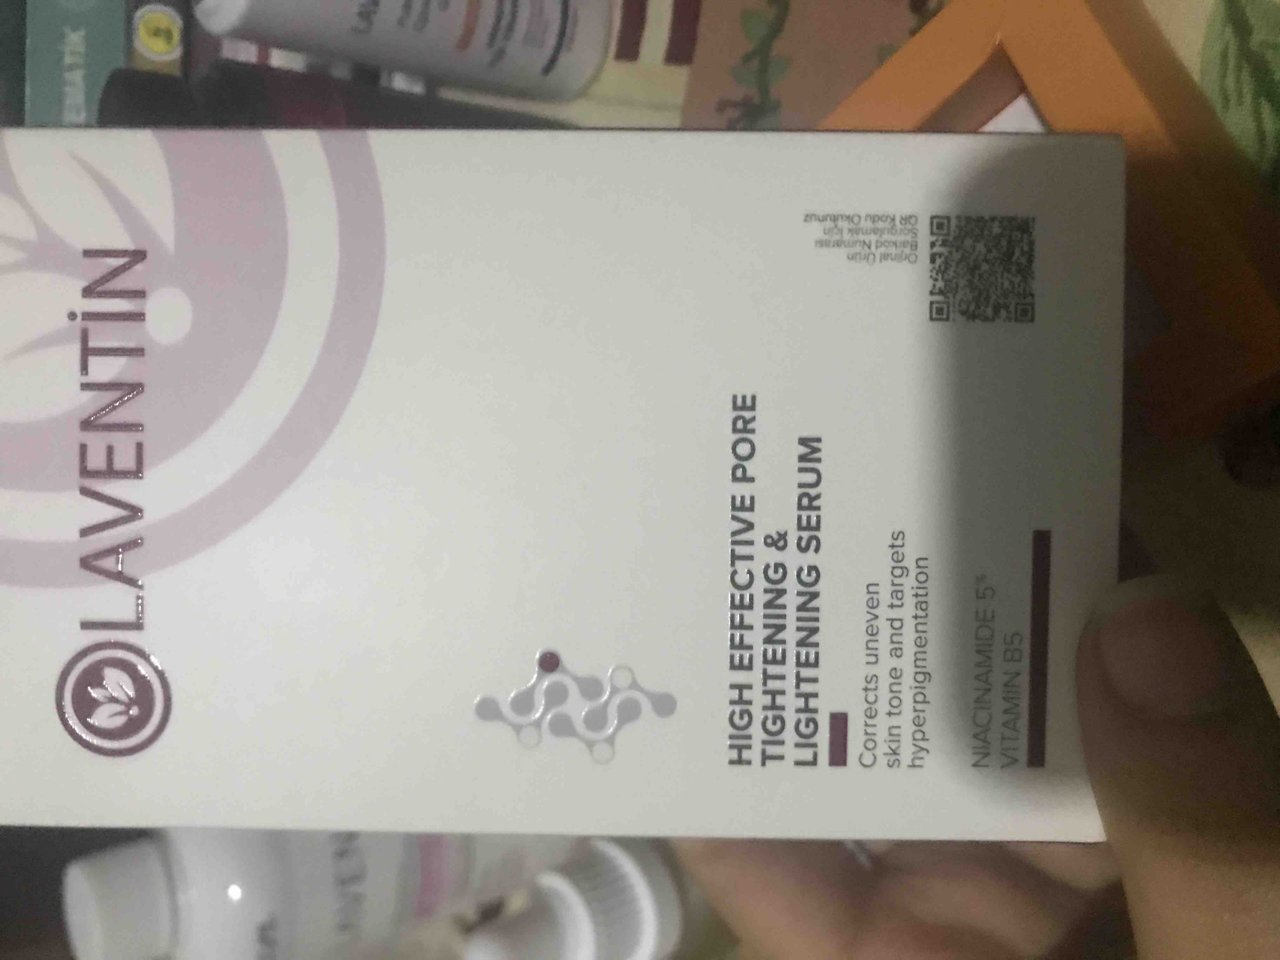 LAVENTİN
HIGH EFFECTIVE PORE
TIGHTENING &
LIGHTENING SERUM
Corrects uneven
skin tone and targets
hyperpigmentation
NIACINAMIDE 5%
VITAMIN B5
Orjinal Ürün
Barkod Numarası
Sorgulamak İçin
QR Kodu Okutunuz